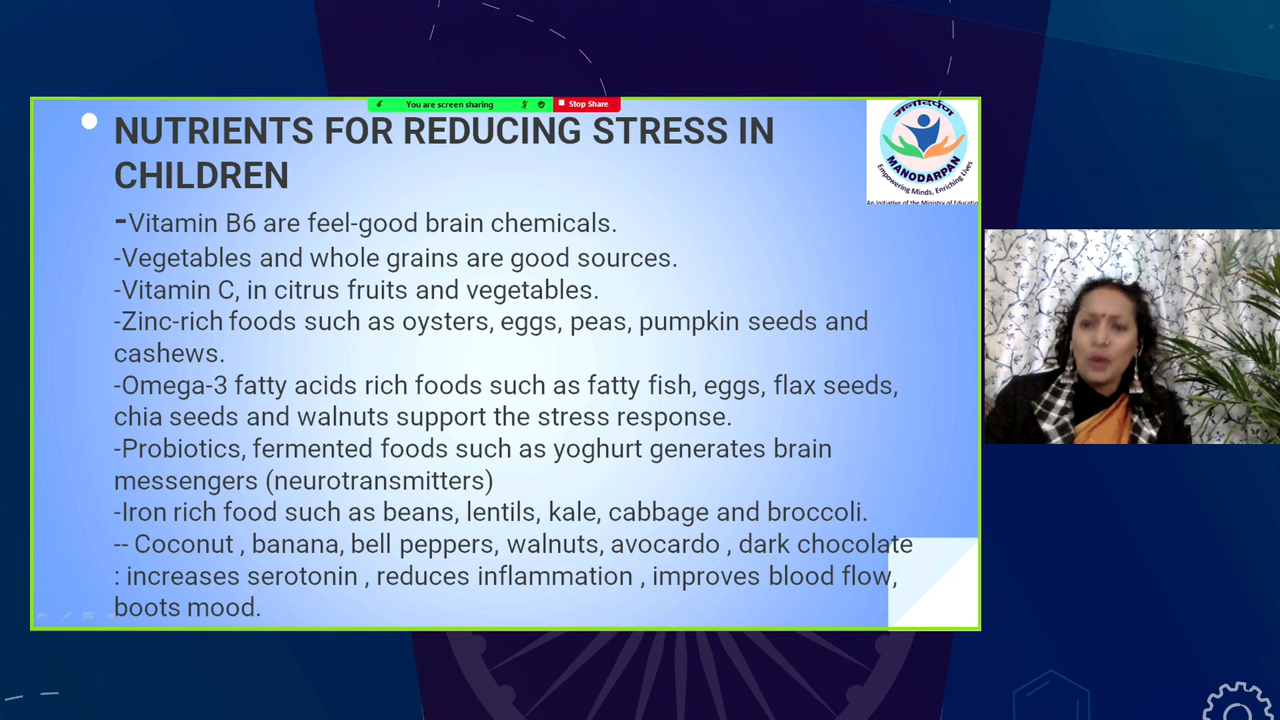 You are screen sharing
Stop Share
NUTRIENTS FOR REDUCING STRESS IN
CHILDREN
-Vitamin B6 are feel-good brain chemicals.
-Vegetables and whole grains are good sources.
-Vitamin C, in citrus fruits and vegetables.
-Zinc-rich foods such as oysters, eggs, peas, pumpkin seeds and
cashews.
-Omega-3 fatty acids rich foods such as fatty fish, eggs, flax seeds,
chia seeds and walnuts support the stress response.
-Probiotics, fermented foods such as yoghurt generates brain
messengers (neurotransmitters)
-Iron rich food such as beans, lentils, kale, cabbage and broccoli.
-- Coconut , banana, bell peppers, walnuts, avocardo , dark chocolate
: increases serotonin , reduces inflammation , improves blood flow,
boots mood.
मनोदर्पण
MANODARPAN
Empowering Minds, Enriching Lives
An Initiative of the Ministry of Educatio